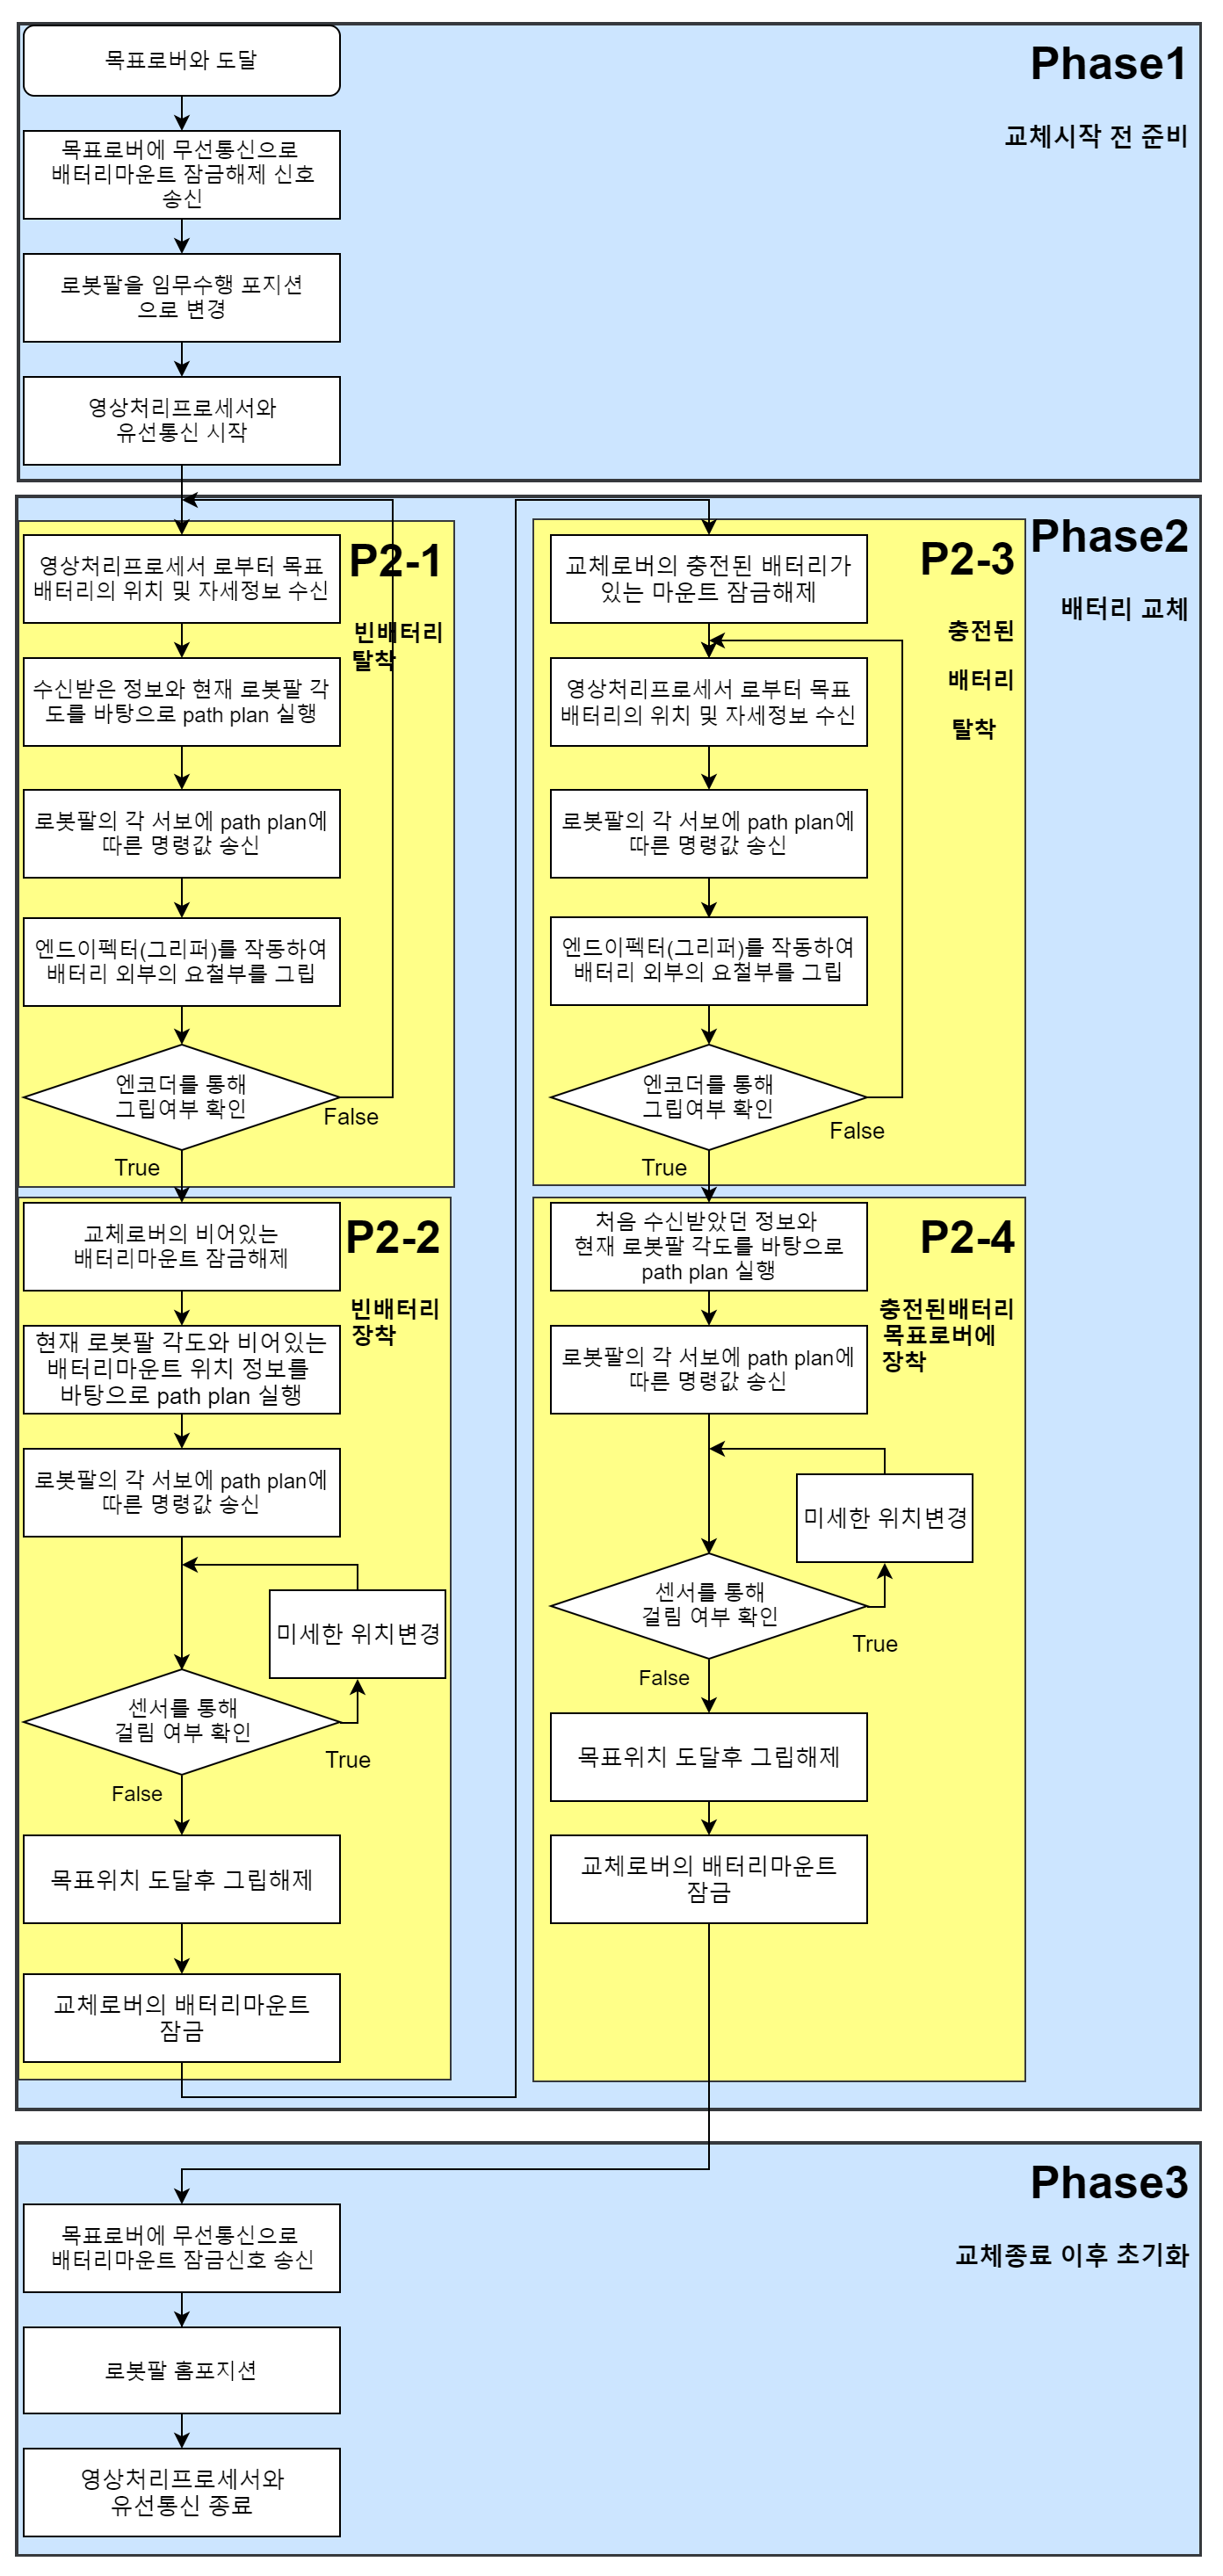 목표로버와 도달
Phase1
교체시작 전 준비
목표로버에 무선통신으로
배터리마운트 잠금해제 신호
송신
로봇팔을 임무수행 포지션
으로 변경
영상처리프로세서와
유선통신 시작
Phase2
배터리 교체
P2-1
빈배터리
탈착
영상처리프로세서 로부터 목표
배터리의 위치 및 자세정보 수신
수신받은 정보와 현재 로봇팔 각
도를 바탕으로 path plan 실행
로봇팔의 각 서보에 path plan에
따른 명령값 송신
엔드이펙터(그리퍼)를 작동하여
배터리 외부의 요철부를 그립
엔코더를 통해
그립여부 확인
False
True
P2-2
빈배터리
장착
교체로버의 비어있는
배터리마운트 잠금해제
현재 로봇팔 각도와 비어있는
배터리마운트 위치 정보를
바탕으로 path plan 실행
로봇팔의 각 서보에 path plan에
따른 명령값 송신
미세한 위치변경
센서를 통해
걸림 여부 확인
True
False
목표위치 도달후 그립해제
교체로버의 배터리마운트
잠금
P2-3
충전된
배터리
탈착
교체로버의 충전된 배터리가
있는 마운트 잠금해제
영상처리프로세서 로부터 목표
배터리의 위치 및 자세정보 수신
로봇팔의 각 서보에 path plan에
따른 명령값 송신
엔드이펙터(그리퍼)를 작동하여
배터리 외부의 요철부를 그립
엔코더를 통해
그립여부 확인
False
True
P2-4
충전된배터리
목표로버에
장착
처음 수신받았던 정보와
현재 로봇팔 각도를 바탕으로
path plan 실행
로봇팔의 각 서보에 path plan에
따른 명령값 송신
미세한 위치변경
센서를 통해
걸림 여부 확인
True
False
목표위치 도달후 그립해제
교체로버의 배터리마운트
잠금
Phase3
교체종료 이후 초기화
목표로버에 무선통신으로
배터리마운트 잠금신호 송신
로봇팔 홈포지션
영상처리프로세서와
유선통신 종료